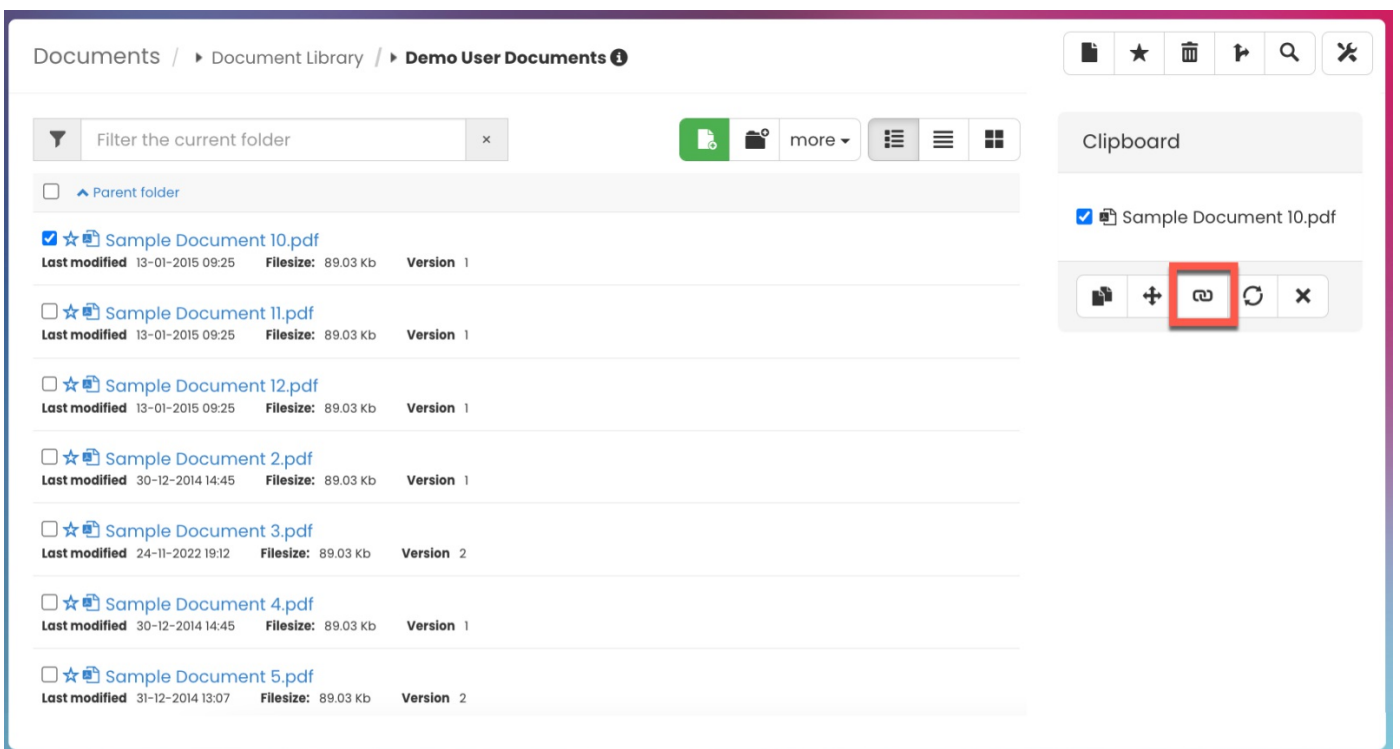 Documents / Document Library / Demo User Documents
Filter the current folder
more
Parent folder
Sample Document 10.pdf
Last modified 13-01-2015 09:25 Filesize: 89.03 Kb Version 1
Sample Document 11.pdf
Last modified 13-01-2015 09:25 Filesize: 89.03 Kb Version 1
Sample Document 12.pdf
Last modified 13-01-2015 09:25 Filesize: 89.03 Kb Version 1
Sample Document 2.pdf
Last modified 30-12-2014 14:45 Filesize: 89.03 Kb Version 1
Sample Document 3.pdf
Last modified 24-11-2022 19:12 Filesize: 89.03 Kb Version 2
Sample Document 4.pdf
Last modified 30-12-2014 14:45 Filesize: 89.03 Kb Version 1
Sample Document 5.pdf
Last modified 31-12-2014 13:07 Filesize: 89.03 Kb Version 2
Clipboard
Sample Document 10.pdf